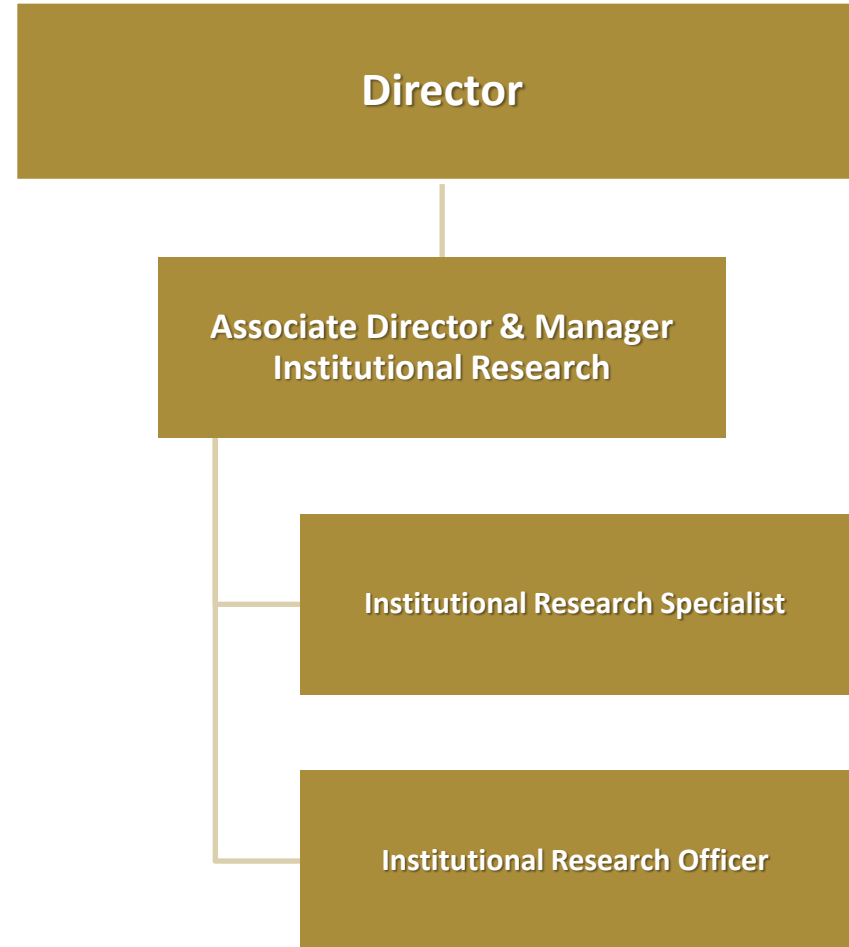 Director
Associate Director & Manager
Institutional Research
Institutional Research Specialist
Institutional Research Officer